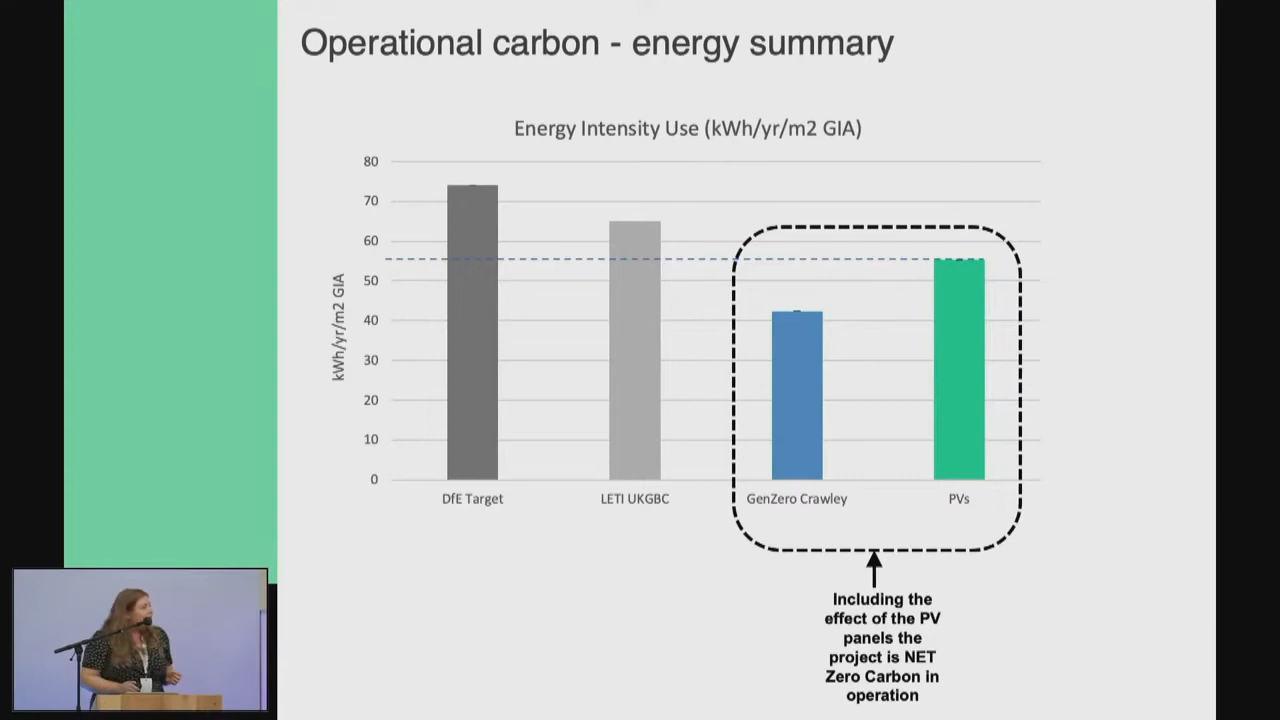 Operational carbon - energy summary
Energy Intensity Use (kWh/yr/m2 GIA)
kWh/yr/m2 GIA
80
70
60
50
40
30
20
10
0
DfE Target
LETI UKGBC
GenZero Crawley
PVs
Including the
effect of the PV
panels the
project is NET
Zero Carbon in
operation